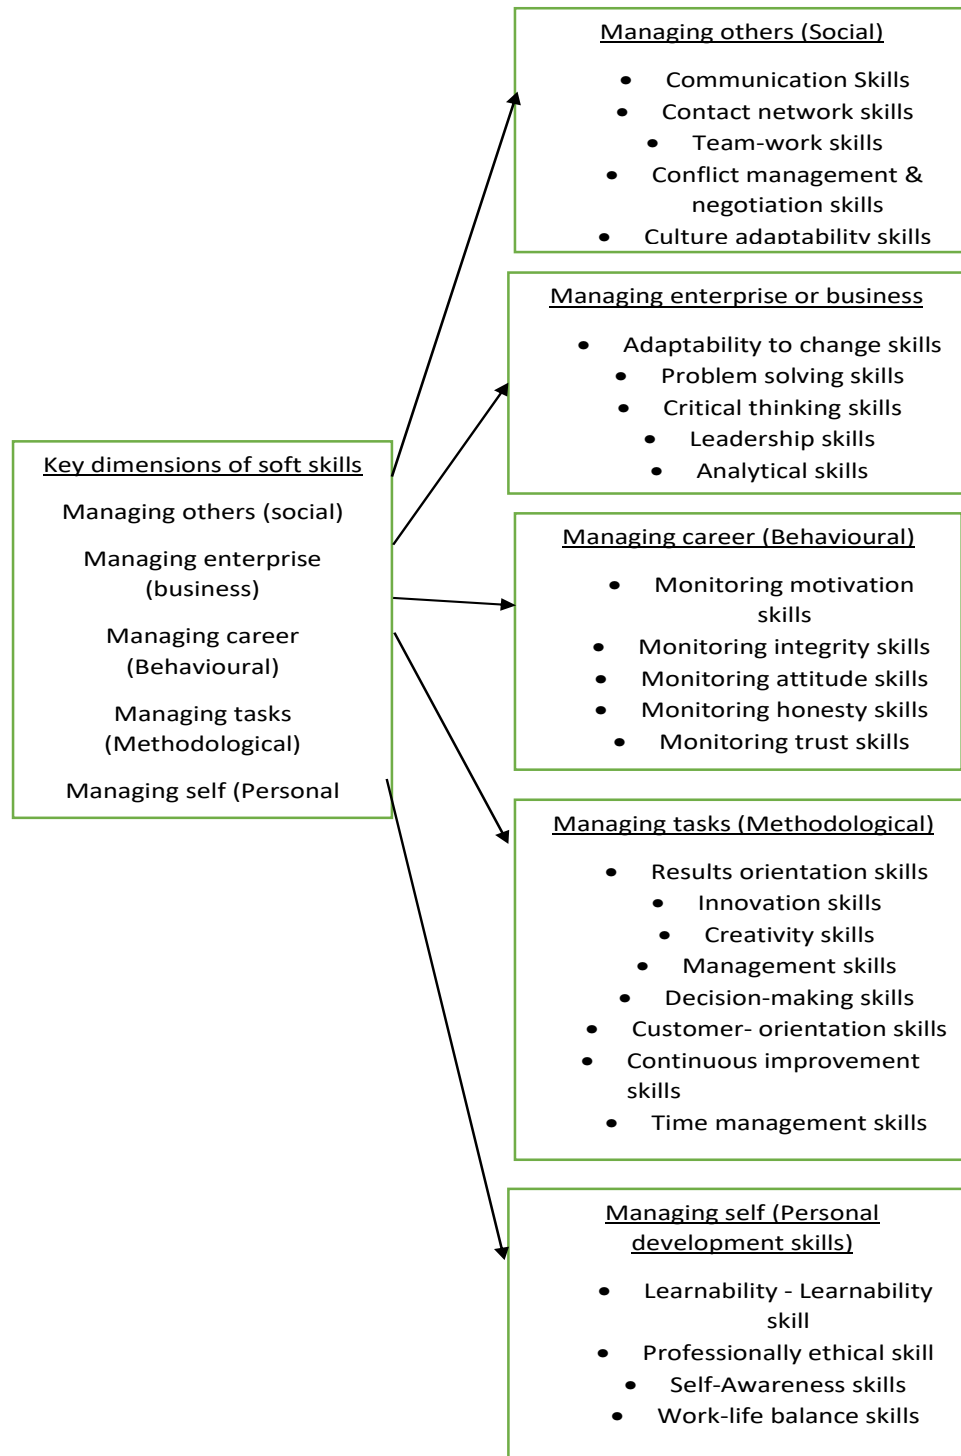 Key dimensions of soft skills
Managing others (social)
Managing enterprise
(business)
Managing career
(Behavioural)
Managing tasks
(Methodological)
Managing self (Personal
Managing others (Social)
• Communication Skills
• Contact network skills
• Team-work skills
• Conflict management &
negotiation skills
• Culture adaptability skills
Managing enterprise or business
• Adaptability to change skills
• Problem solving skills
• Critical thinking skills
• Leadership skills
• Analytical skills
Managing career (Behavioural)
• Monitoring motivation
skills
• Monitoring integrity skills
• Monitoring attitude skills
• Monitoring honesty skills
• Monitoring trust skills
Managing tasks (Methodological)
• Results orientation skills
• Innovation skills
• Creativity skills
• Management skills
• Decision-making skills
• Customer- orientation skills
• Continuous improvement
skills
• Time management skills
Managing self (Personal
development skills)
• Learnability - Learnability
skill
• Professionally ethical skill
• Self-Awareness skills
• Work-life balance skills